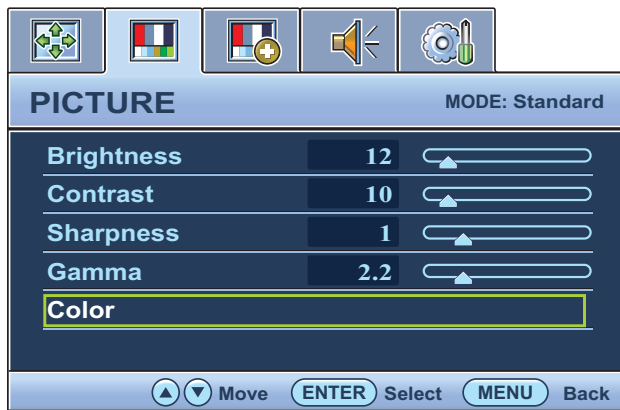 PICTURE MODE: Standard
Brightness 12
Contrast 10
Sharpness 1
Gamma 2.2
Color
Move ENTER Select MENU Back